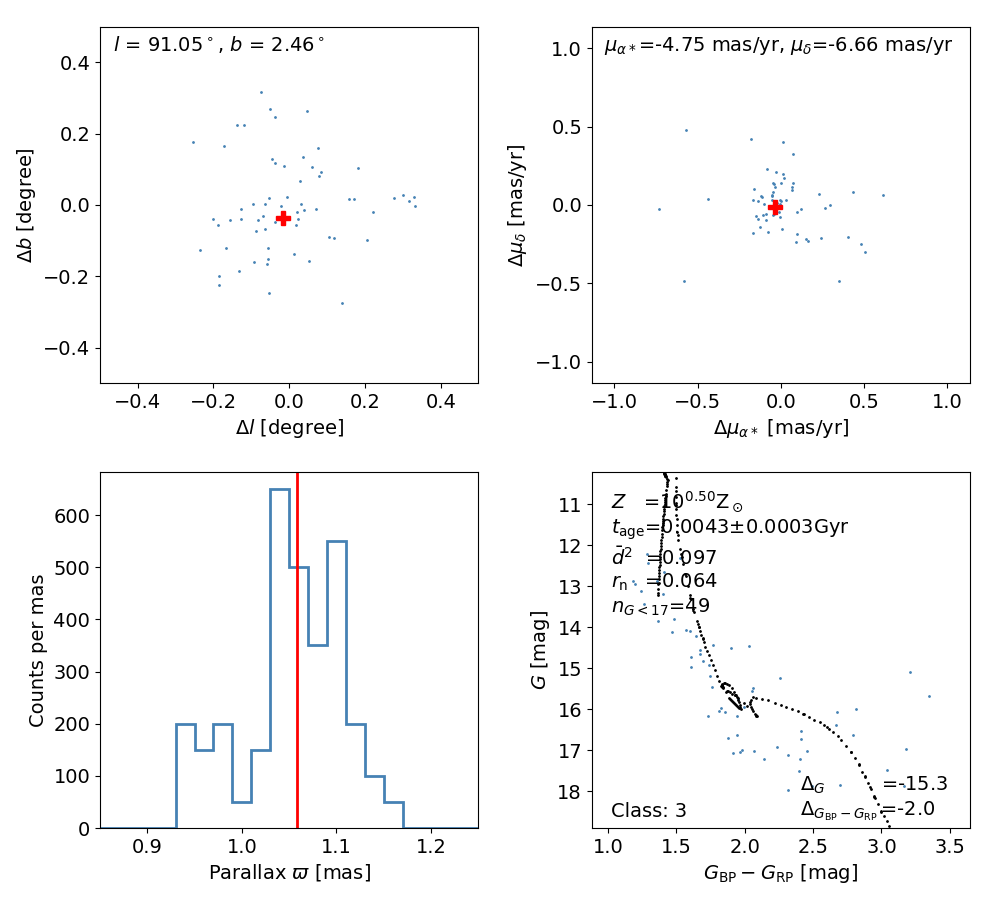 l = 91.05°, b = 2.46°
0.4
0.2
0.0
−0.2
−0.4
Δb [degree]
−0.4 −0.2 0.0 0.2 0.4
Δl [degree]
μα*=-4.75 mas/yr, μδ=-6.66 mas/yr
1.0
0.5
0.0
−0.5
−1.0
Δμδ [mas/yr]
−1.0 −0.5 0.0 0.5 1.0
Δμα* [mas/yr]
600
500
400
300
200
100
0
Counts per mas
0.9 1.0 1.1 1.2
Parallax ϖ [mas]
Z =10^0.50 Z⊙
t_age=0.0043±0.0003Gyr
d̄² =0.097
r_n =0.064
n_G<17=49
11
12
13
14
15
16
17
18
G [mag]
Δ_G =-15.3
Δ_G_BP−G_RP=-2.0
Class: 3
1.0 1.5 2.0 2.5 3.0 3.5
G_BP − G_RP [mag]